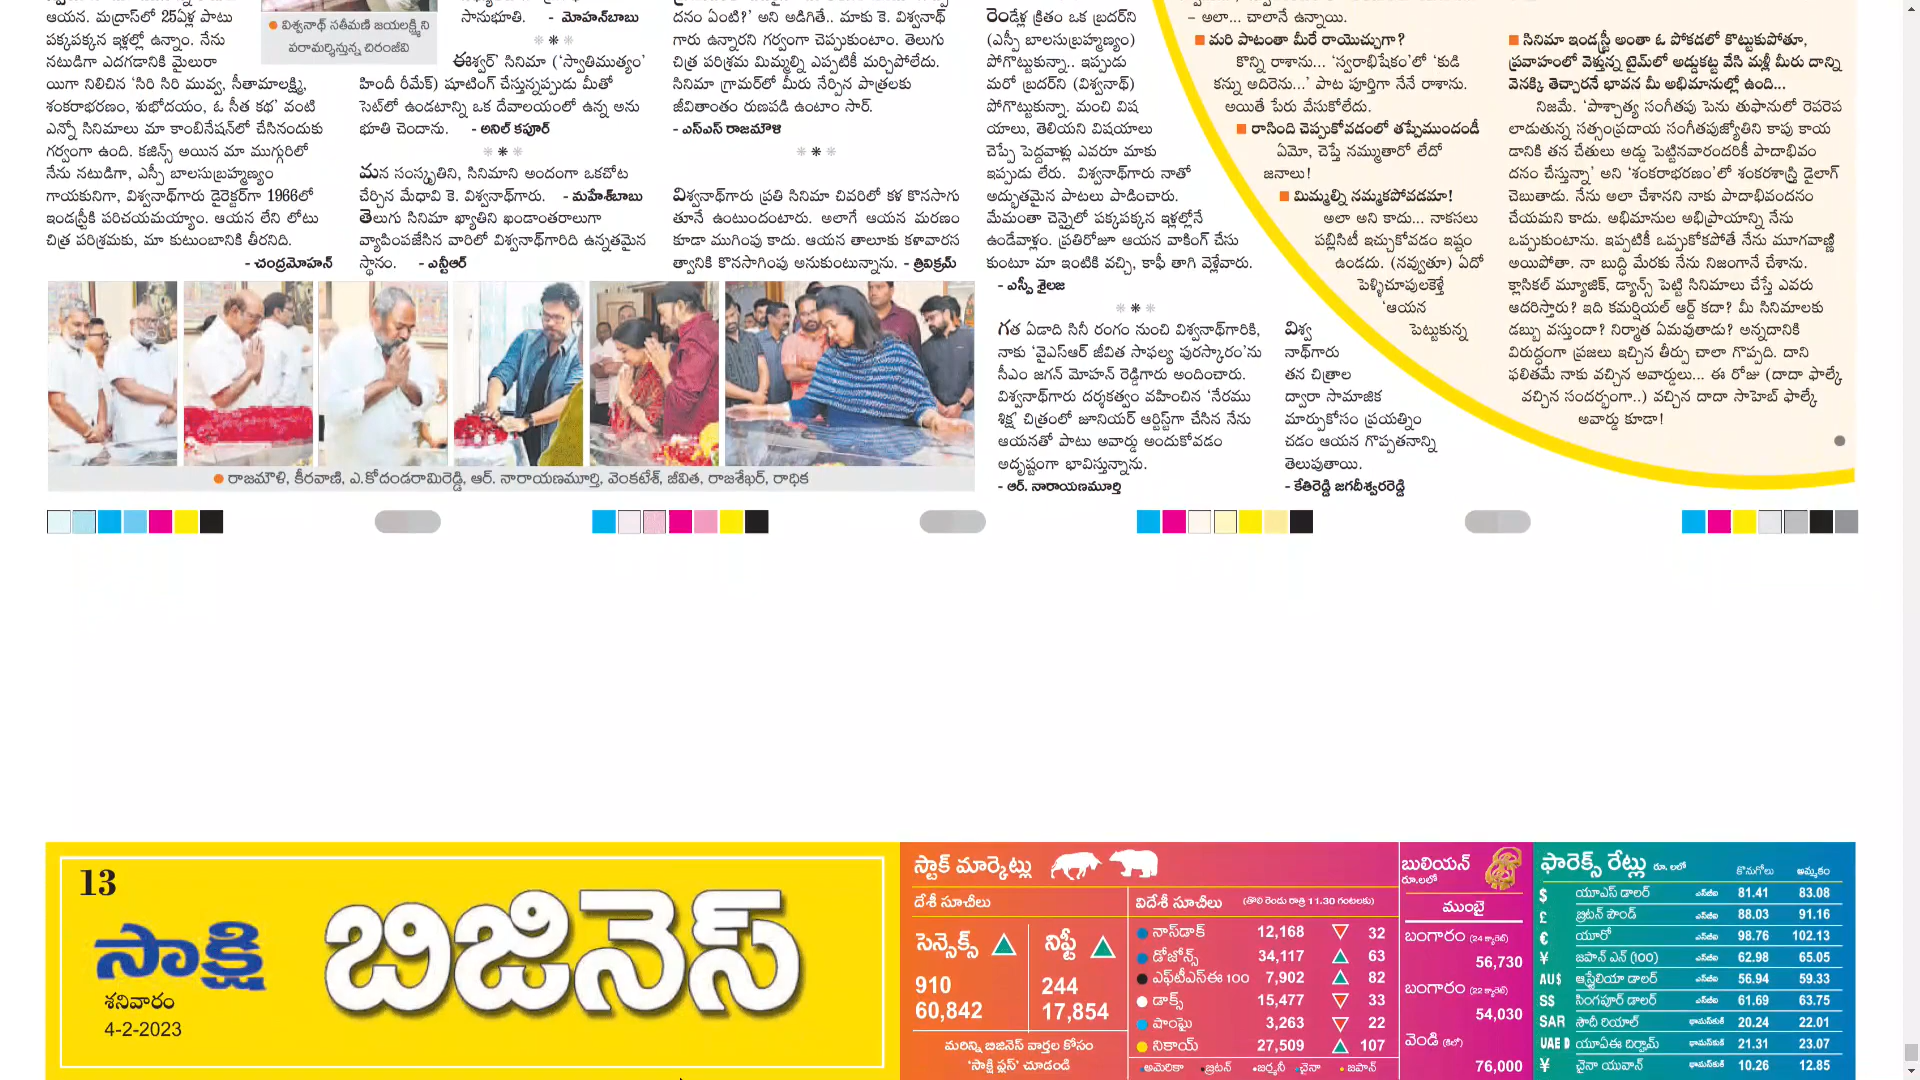 ఆయన. మద్రాస్‌లో 25ఏళ్ల పాటు
పక్కపక్కన ఇళ్లల్లో ఉన్నాం. నేను
నటుడిగా ఎదగడానికి మైలురా
యిగా నిలిచిన ‘సిరి సిరి మువ్వ, సీతామాలక్ష్మి,
శంకరాభరణం, శుభోదయం, ఓ సీత కథ’ వంటి
ఎన్నో సినిమాలు మా కాంబినేషన్‌లో చేసినందుకు
గర్వంగా ఉంది. కజిన్స్ అయిన మా ముగ్గురిలో
నేను నటుడిగా, ఎస్పీ బాలసుబ్రహ్మణ్యం
గాయకునిగా, విశ్వనాథ్‌గారు డైరెక్టర్‌గా 1966లో
ఇండస్ట్రీకి పరిచయమయ్యాం. ఆయన లేని లోటు
చిత్ర పరిశ్రమకు, మా కుటుంబానికి తీరనిది.
- చంద్రమోహన్
● విశ్వనాథ్ సతీమణి జయలక్ష్మిని
పరామర్శిస్తున్న చిరంజీవి
సానుభూతి. - మోహన్‌బాబు
ఈశ్వర్’ సినిమా (‘స్వాతిముత్యం’
హిందీ రీమేక్) షూటింగ్ చేస్తున్నప్పుడు మీతో
సెట్‌లో ఉండటాన్ని ఒక దేవాలయంలో ఉన్న అను
భూతి చెందాను. - అనిల్ కపూర్
మన సంస్కృతిని, సినిమాని అందంగా ఒకచోట
చేర్చిన మేధావి కె. విశ్వనాథ్‌గారు. - మహేశ్‌బాబు
తెలుగు సినిమా ఖ్యాతిని ఖండాంతరాలుగా
వ్యాపింపజేసిన వారిలో విశ్వనాథ్‌గారిది ఉన్నతమైన
స్థానం. - ఎన్టీఆర్
దనం ఏంటి?’ అని అడిగితే.. మాకు కె. విశ్వనాథ్
గారు ఉన్నారని గర్వంగా చెప్పుకుంటాం. తెలుగు
చిత్ర పరిశ్రమ మిమ్మల్ని ఎప్పటికీ మర్చిపోలేదు.
సినిమా గ్రామర్‌లో మీరు నేర్పిన పాత్రలకు
జీవితాంతం రుణపడి ఉంటాం సార్.
- ఎస్ఎస్ రాజమౌళి
విశ్వనాథ్‌గారు ప్రతి సినిమా చివరిలో కళ కొనసాగు
తూనే ఉంటుందంటారు. అలాగే ఆయన మరణం
కూడా ముగింపు కాదు. ఆయన తాలూకు కళావారస
త్వానికి కొనసాగింపు అనుకుంటున్నాను. - త్రివిక్రమ్
● రాజమౌళి, కీరవాణి, ఎ.కోదండరామిరెడ్డి, ఆర్. నారాయణమూర్తి, వెంకటేశ్, జీవిత, రాజశేఖర్, రాధిక
రెండేళ్ల క్రితం ఒక బ్రదర్‌ని
(ఎస్పీ బాలసుబ్రహ్మణ్యం)
పోగొట్టుకున్నా.. ఇప్పుడు
మరో బ్రదర్‌ని (విశ్వనాథ్)
పోగొట్టుకున్నా. మంచి విష
యాలు, తెలియని విషయాలు
చెప్పే పెద్దవాళ్లు ఎవరూ మాకు
ఇప్పుడు లేరు. విశ్వనాథ్‌గారు నాతో
అద్భుతమైన పాటలు పాడించారు.
మేమంతా చెన్నైలో పక్కపక్కన ఇళ్లల్లోనే
ఉండేవాళ్లం. ప్రతిరోజూ ఆయన వాకింగ్ చేసు
కుంటూ మా ఇంటికి వచ్చి, కాఫీ తాగి వెళ్లేవారు.
- ఎస్పీ శైలజ
గత ఏడాది సినీ రంగం నుంచి విశ్వనాథ్‌గారికి,
నాకు ‘వైఎస్ఆర్ జీవిత సాఫల్య పురస్కారం’ను
సీఎం జగన్ మోహన్ రెడ్డిగారు అందించారు.
విశ్వనాథ్‌గారు దర్శకత్వం వహించిన ‘నేరము
శిక్ష’ చిత్రంలో జూనియర్ ఆర్టిస్ట్‌గా చేసిన నేను
ఆయనతో పాటు అవార్డు అందుకోవడం
అదృష్టంగా భావిస్తున్నాను.
- ఆర్. నారాయణమూర్తి
విశ్వ
నాథ్‌గారు
తన చిత్రాల
ద్వారా సామాజిక
మార్పుకోసం ప్రయత్నిం
చడం ఆయన గొప్పతనాన్ని
తెలుపుతాయి.
- కేతిరెడ్డి జగదీశ్వరరెడ్డి
– అలా... చాలానే ఉన్నాయి.
■ మరి పాటంతా మీరే రాయొచ్చుగా?
కొన్ని రాశాను... ‘స్వరాభిషేకం’లో ‘కుడి
కన్ను అదిరెను...’ పాట పూర్తిగా నేనే రాశాను.
అయితే పేరు వేసుకోలేదు.
■ రాసింది చెప్పుకోవడంలో తప్పేముందండీ
ఏమో, చెప్తే నమ్ముతారో లేదో
జనాలు!
■ మిమ్మల్ని నమ్మకపోవడమా!
అలా అని కాదు... నాకసలు
పబ్లిసిటీ ఇచ్చుకోవడం ఇష్టం
ఉండదు. (నవ్వుతూ) ఏదో
పెళ్ళిచూపులకెళ్తే
‘ఆయన
పెట్టుకున్న
■ సినిమా ఇండస్ట్రీ అంతా ఓ పోకడలో కొట్టుకుపోతూ,
ప్రవాహంలో వెళ్తున్న టైమ్‌లో అడ్డుకట్ట వేసి మళ్లీ మీరు దాన్ని
వెనక్కి తెచ్చారనే భావన మీ అభిమానుల్లో ఉంది...
నిజమే. ‘పాశ్చాత్య సంగీతపు పెను తుఫానులో రెపరెప
లాడుతున్న సత్సంప్రదాయ సంగీతపుజ్యోతిని కాపు కాయ
డానికి తన చేతులు అడ్డు పెట్టినవారందరికీ పాదాభివం
దనం చేస్తున్నా’ అని ‘శంకరాభరణం’లో శంకరశాస్త్రి డైలాగ్
చెబుతాడు. నేను అలా చేశానని నాకు పాదాభివందనం
చేయమని కాదు. అభిమానుల అభిప్రాయాన్ని నేను
ఒప్పుకుంటాను. ఇప్పటికీ ఒప్పుకోకపోతే నేను మూగవాణ్ణి
అయిపోతా. నా బుద్ధి మేరకు నేను నిజంగానే చేశాను.
క్లాసికల్ మ్యూజిక్, డ్యాన్స్ పెట్టి సినిమాలు చేస్తే ఎవరు
ఆదరిస్తారు? ఇది కమర్షియల్ ఆర్ట్ కదా? మీ సినిమాలకు
డబ్బు వస్తుందా? నిర్మాత ఏమవుతాడు? అన్నదానికి
విరుద్ధంగా ప్రజలు ఇచ్చిన తీర్పు చాలా గొప్పది. దాని
ఫలితమే నాకు వచ్చిన అవార్డులు... ఈ రోజు (దాదా ఫాల్కే
వచ్చిన సందర్భంగా..) వచ్చిన దాదా సాహెబ్ ఫాల్కే
అవార్డు కూడా!
13
సాక్షి
శనివారం
4-2-2023
బిజినెస్
స్టాక్ మార్కెట్లు
దేశీ సూచీలు
సెన్సెక్స్
910
60,842
నిఫ్టీ
244
17,854
మరిన్ని బిజినెస్ వార్తల కోసం
‘సాక్షి ప్లస్’ చూడండి
విదేశీ సూచీలు (తొలి రెండు రాత్రి 11.30 గంటలకు)
నాస్‌డాక్ 12,168 32
డోజోన్స్ 34,117 63
ఎఫ్‌టీఎస్ఈ 100 7,902 82
డాక్స్ 15,477 33
షాంఘై 3,263 22
నికాయ్ 27,509 107
అమెరికా బ్రిటన్ జర్మనీ చైనా జపాన్
బులియన్
రూ.లలో
ముంబై
బంగారం (24 క్యారెట్)
56,730
బంగారం (22 క్యారెట్)
54,030
వెండి (కిలో)
76,000
ఫారెక్స్ రేట్లు రూ. లలో కొనుగోలు అమ్మకం
$ యూఎస్ డాలర్ ఎస్‌బీఐ 81.41 83.08
£ బ్రిటన్ పౌండ్ ఎస్‌బీఐ 88.03 91.16
€ యూరో ఎస్‌బీఐ 98.76 102.13
¥ జపాన్ ఎన్ (100) ఎస్‌బీఐ 62.98 65.05
AU$ ఆస్ట్రేలియా డాలర్ ఎస్‌బీఐ 56.94 59.33
S$ సింగపూర్ డాలర్ ఎస్‌బీఐ 61.69 63.75
SAR సౌదీ రియాల్ థామస్‌కుక్ 20.24 22.01
UAE D యూఏఈ దిర్హామ్ థామస్‌కుక్ 21.31 23.07
¥ చైనా యువాన్ థామస్‌కుక్ 10.26 12.85